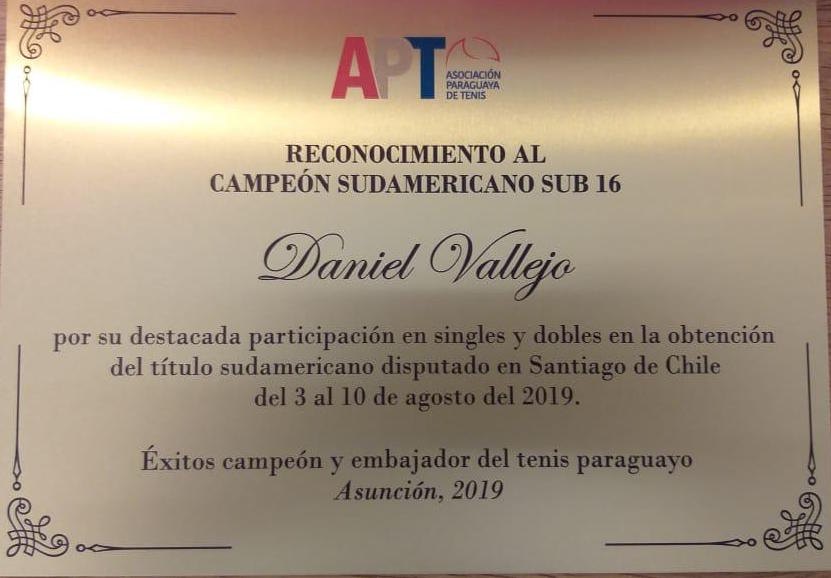 APT
ASOCIACIÓN
PARAGUAYA
DE TENIS
RECONOCIMIENTO AL
CAMPEÓN SUDAMERICANO SUB 16
Daniel Vallejo
por su destacada participación en singles y dobles en la obtención
del título sudamericano disputado en Santiago de Chile
del 3 al 10 de agosto del 2019.
Éxitos campeón y embajador del tenis paraguayo
Asunción, 2019